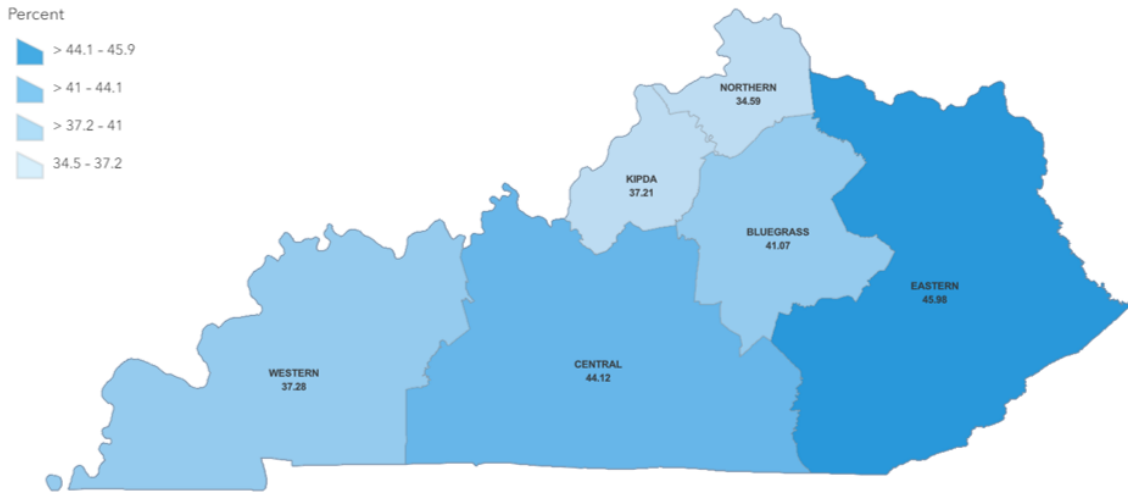 Percent
> 44.1 - 45.9
> 41 - 44.1
> 37.2 - 41
34.5 - 37.2
NORTHERN
34.59
KIPDA
37.21
BLUEGRASS
41.07
EASTERN
45.98
CENTRAL
44.12
WESTERN
37.28